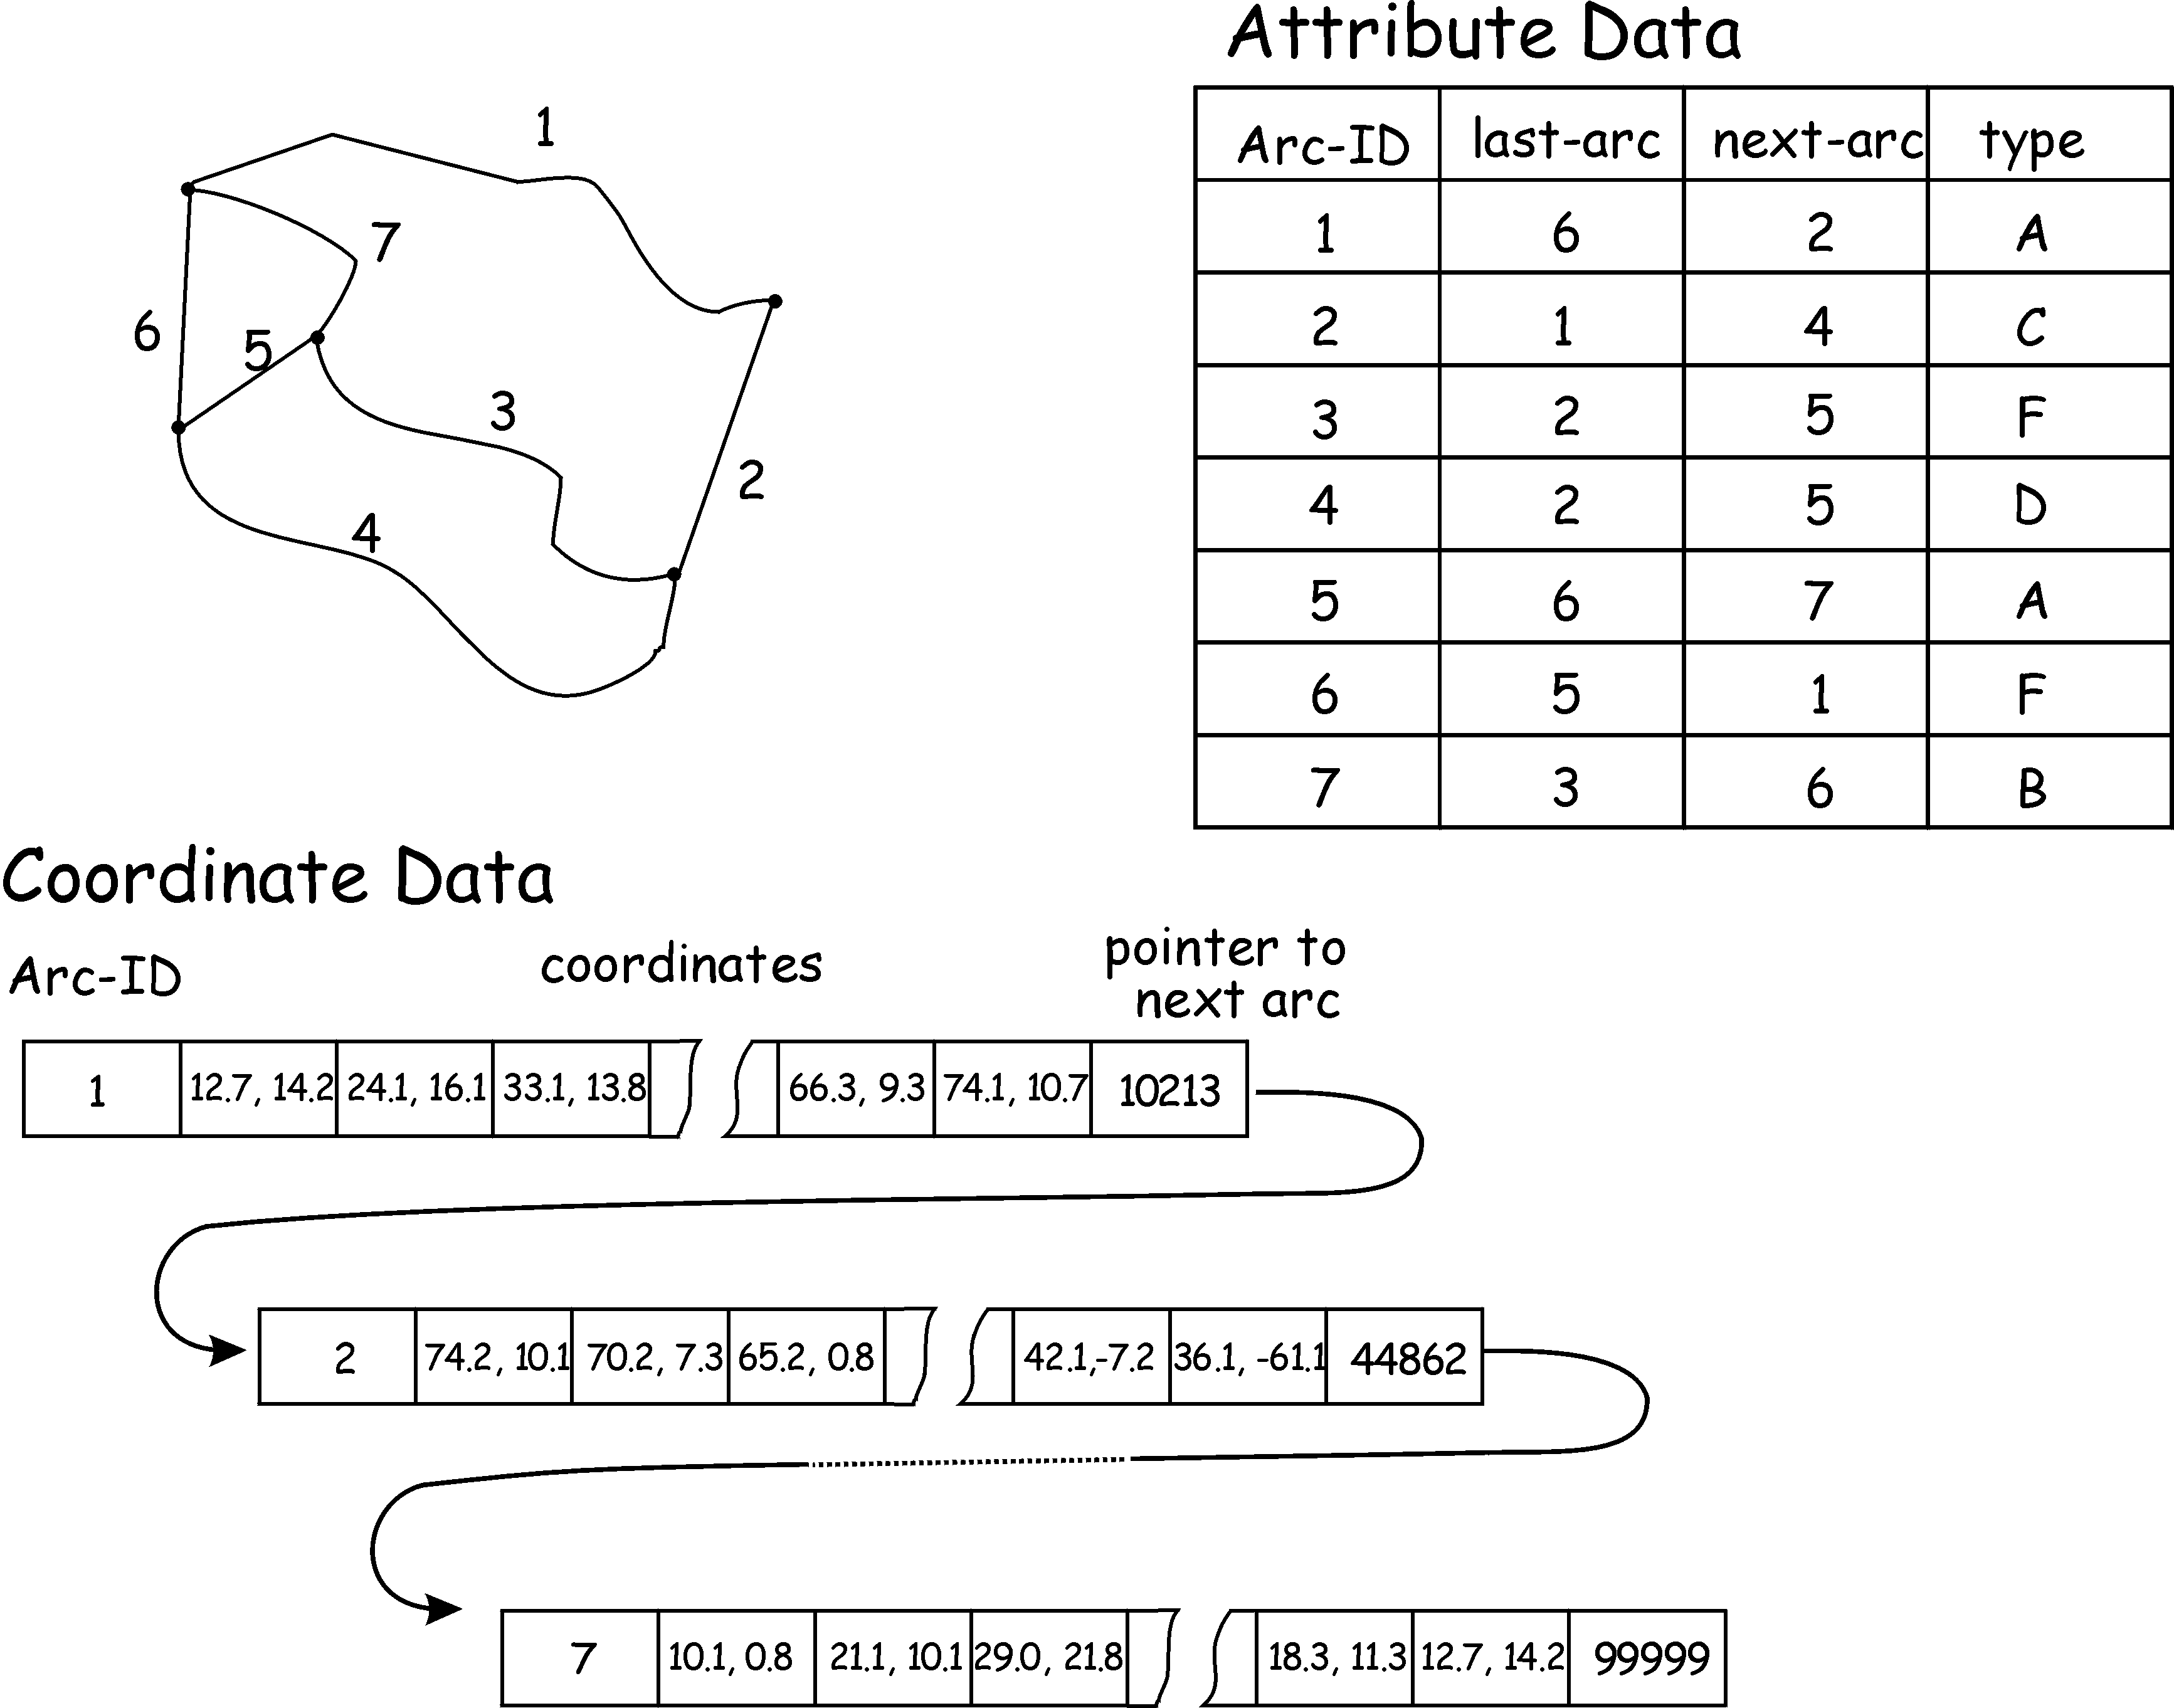 Attribute Data
Arc-ID last-arc next-arc type
1 6 2 A
2 1 4 C
3 2 5 F
4 2 5 D
5 6 7 A
6 5 1 F
7 3 6 B
1
7
6
5
3
2
4
Coordinate Data
Arc-ID coordinates pointer to
next arc
1 12.7, 14.2 24.1, 16.1 33.1, 13.8 66.3, 9.3 74.1, 10.7 10213
2 74.2, 10.1 70.2, 7.3 65.2, 0.8 42.1,-7.2 36.1, -61.1 44862
7 10.1, 0.8 21.1, 10.1 29.0, 21.8 18.3, 11.3 12.7, 14.2 99999